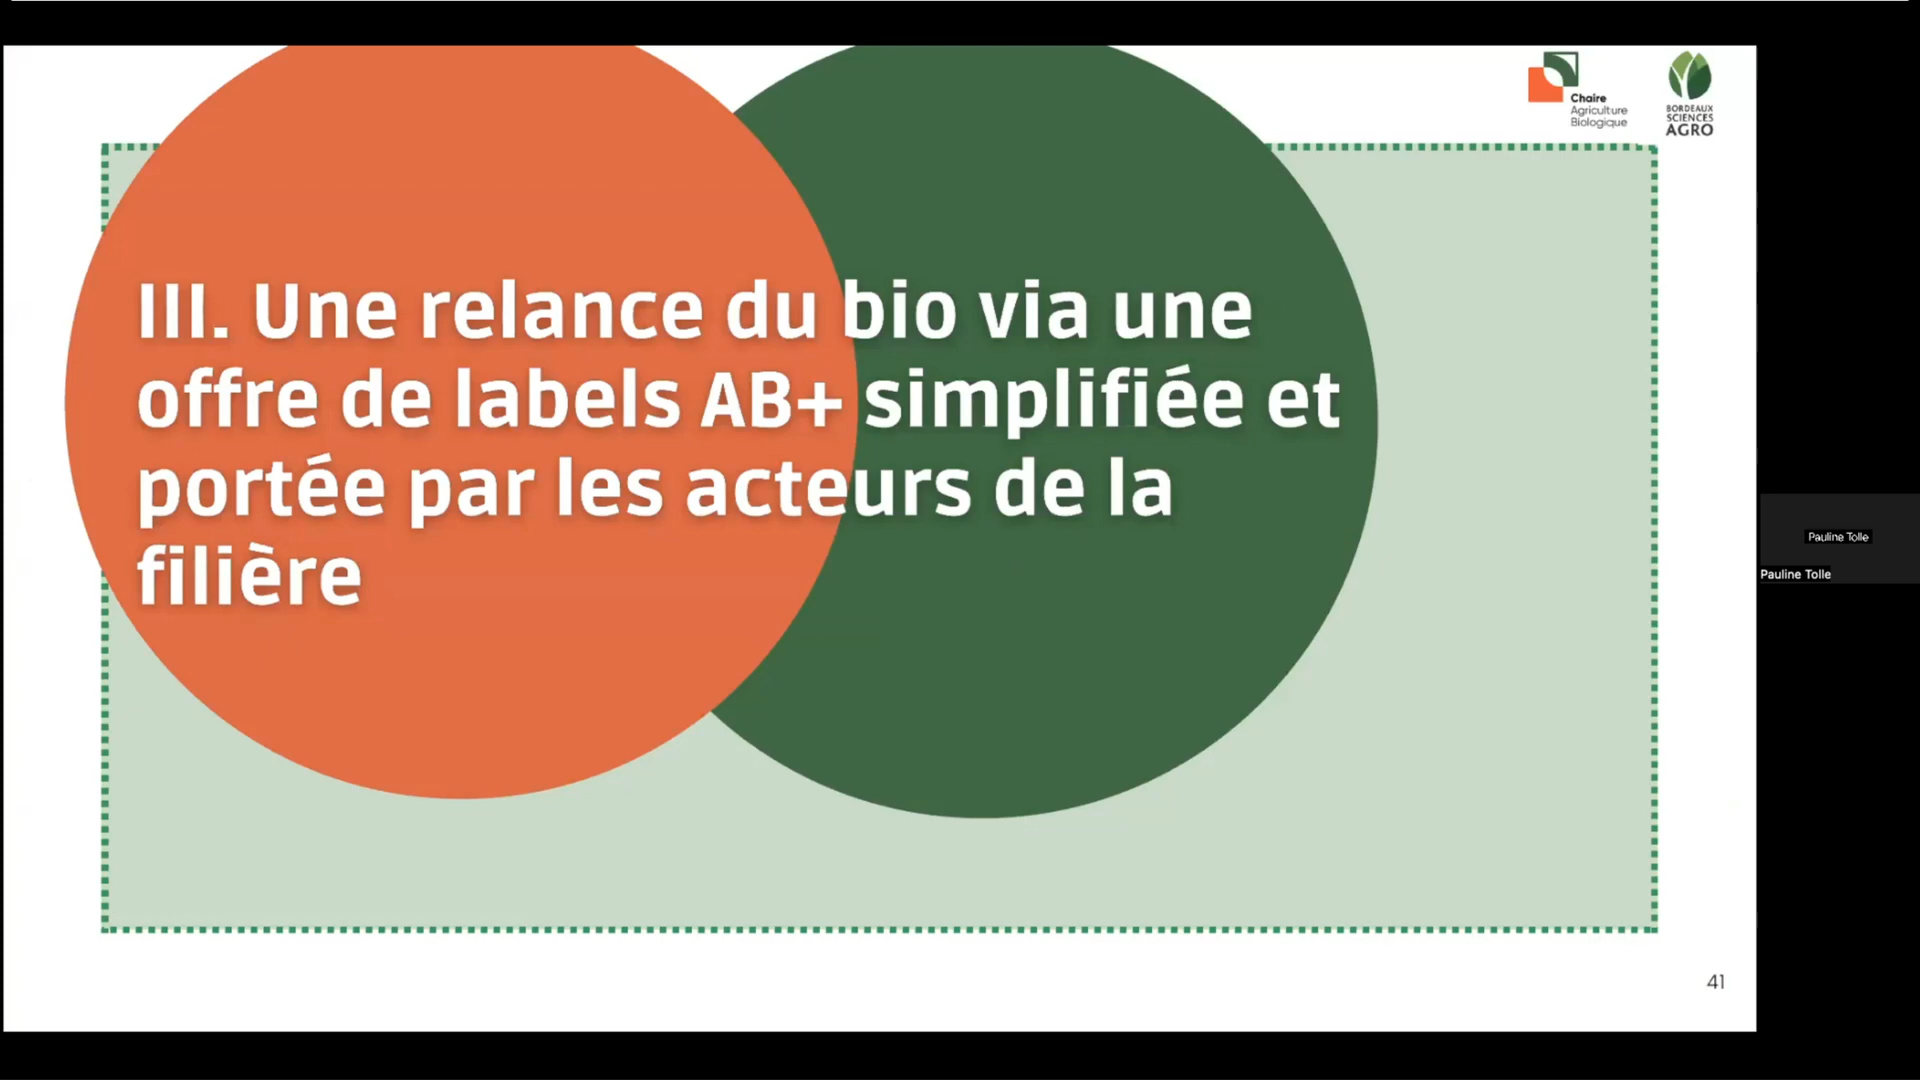 Chaire
Agriculture
Biologique
BORDEAUX
SCIENCES
AGRO
III. Une relance du bio via une
offre de labels AB+ simplifiée et
portée par les acteurs de la
filière
Pauline Tolle
Pauline Tolle
41